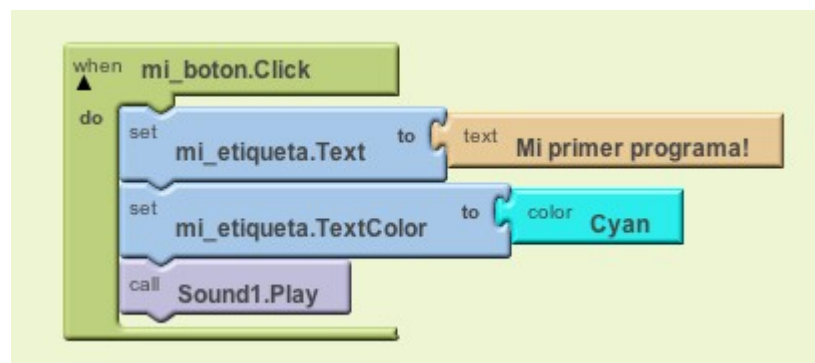 when mi_boton.Click
do
set mi_etiqueta.Text to text Mi primer programa!
set mi_etiqueta.TextColor to color Cyan
call Sound1.Play